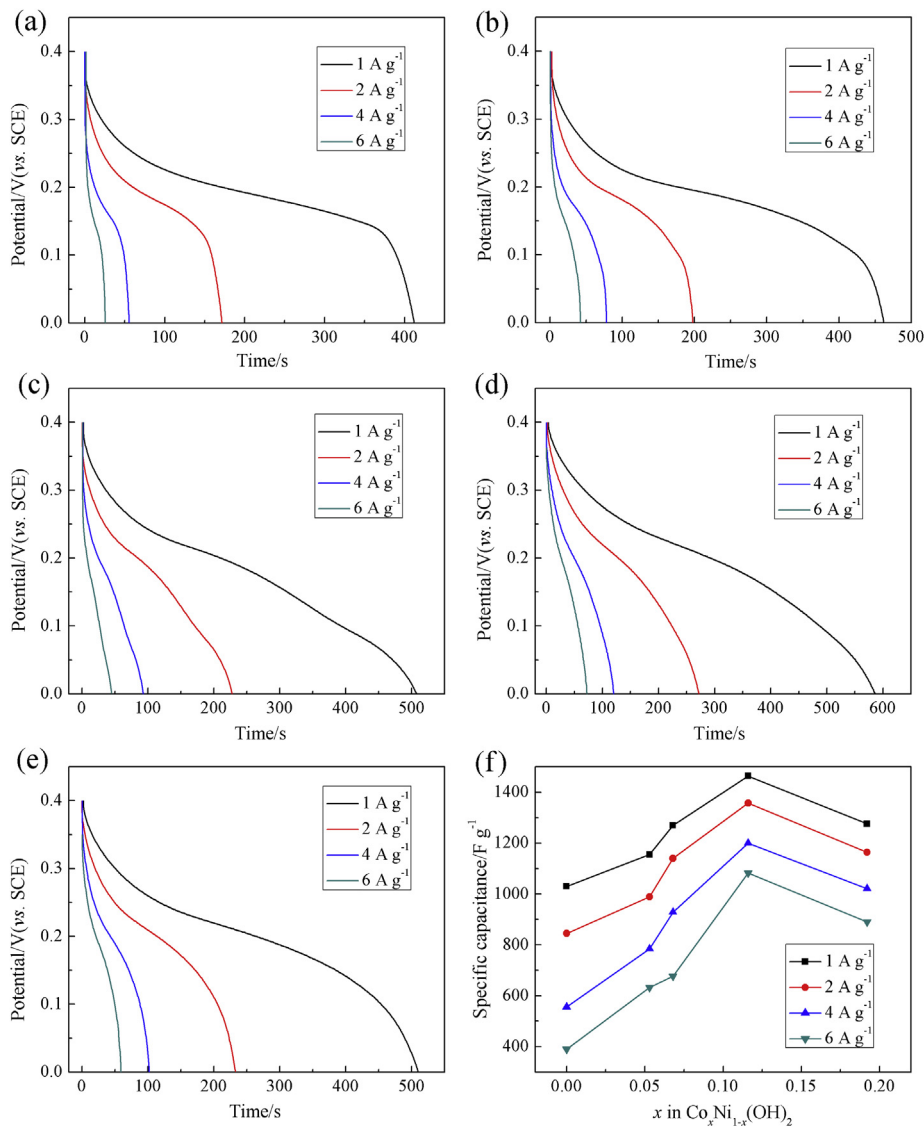 (a)
1 A g⁻¹
2 A g⁻¹
4 A g⁻¹
6 A g⁻¹
0.4
0.3
0.2
0.1
0.0
Potential/V(vs. SCE)
0 100 200 300 400
Time/s
(b)
1 A g⁻¹
2 A g⁻¹
4 A g⁻¹
6 A g⁻¹
0.4
0.3
0.2
0.1
0.0
Potential/V(vs. SCE)
0 100 200 300 400 500
Time/s
(c)
1 A g⁻¹
2 A g⁻¹
4 A g⁻¹
6 A g⁻¹
0.4
0.3
0.2
0.1
0.0
Potential/V(vs. SCE)
0 100 200 300 400 500
Time/s
(d)
1 A g⁻¹
2 A g⁻¹
4 A g⁻¹
6 A g⁻¹
0.4
0.3
0.2
0.1
0.0
Potential/V(vs. SCE)
0 100 200 300 400 500 600
Time/s
(e)
1 A g⁻¹
2 A g⁻¹
4 A g⁻¹
6 A g⁻¹
0.4
0.3
0.2
0.1
0.0
Potential/V(vs. SCE)
0 100 200 300 400 500
Time/s
(f)
1400
1200
1000
800
600
400
Specific capacitance/F g⁻¹
1 A g⁻¹
2 A g⁻¹
4 A g⁻¹
6 A g⁻¹
0.00 0.05 0.10 0.15 0.20
x in CoₓNi₁₋ₓ(OH)₂